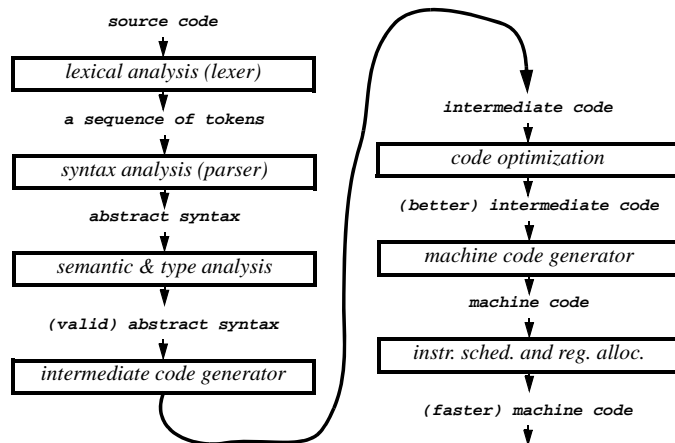 source code
lexical analysis (lexer)
a sequence of tokens
syntax analysis (parser)
abstract syntax
semantic & type analysis
(valid) abstract syntax
intermediate code generator
intermediate code
code optimization
(better) intermediate code
machine code generator
machine code
instr. sched. and reg. alloc.
(faster) machine code